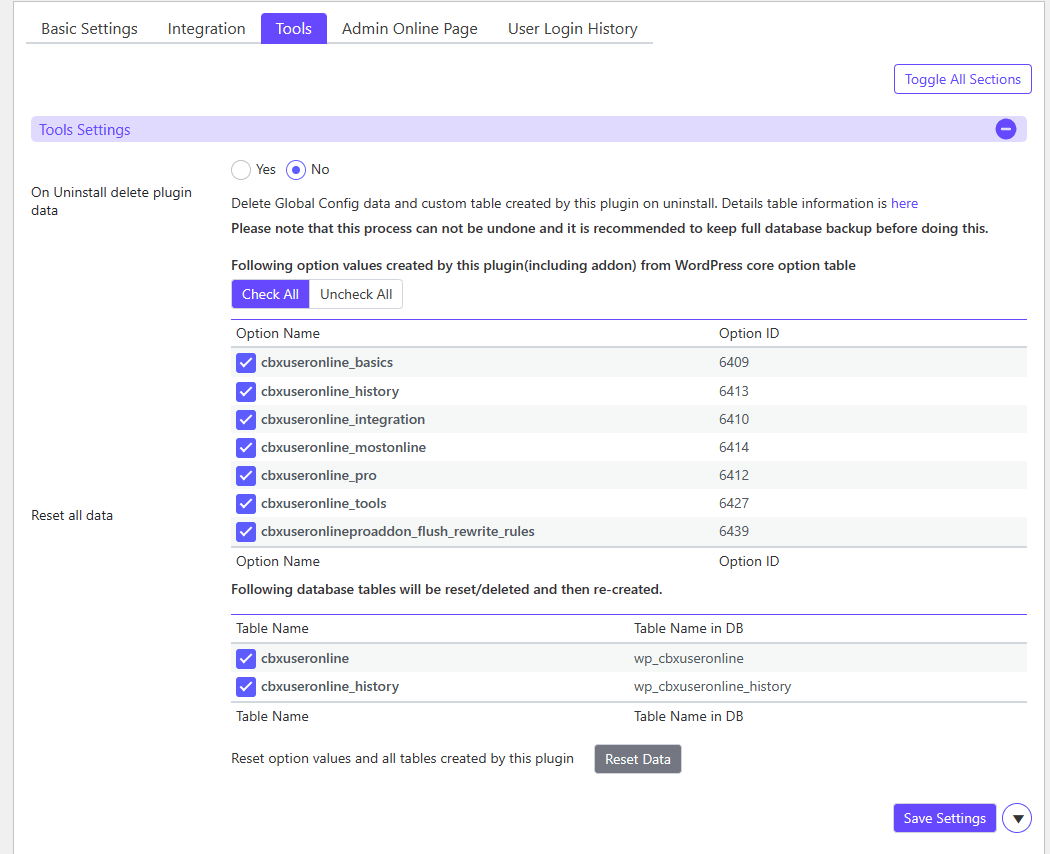 Basic Settings Integration Tools Admin Online Page User Login History
Toggle All Sections
Tools Settings
On Uninstall delete plugin data
Yes No
Delete Global Config data and custom table created by this plugin on uninstall. Details table information is here
Please note that this process can not be undone and it is recommended to keep full database backup before doing this.
Reset all data
Following option values created by this plugin(including addon) from WordPress core option table
Check All Uncheck All
Option Name Option ID
cbxuseronline_basics 6409
cbxuseronline_history 6413
cbxuseronline_integration 6410
cbxuseronline_mostonline 6414
cbxuseronline_pro 6412
cbxuseronline_tools 6427
cbxuseronlineproaddon_flush_rewrite_rules 6439
Option Name Option ID
Following database tables will be reset/deleted and then re-created.
Table Name Table Name in DB
cbxuseronline wp_cbxuseronline
cbxuseronline_history wp_cbxuseronline_history
Table Name Table Name in DB
Reset option values and all tables created by this plugin Reset Data
Save Settings